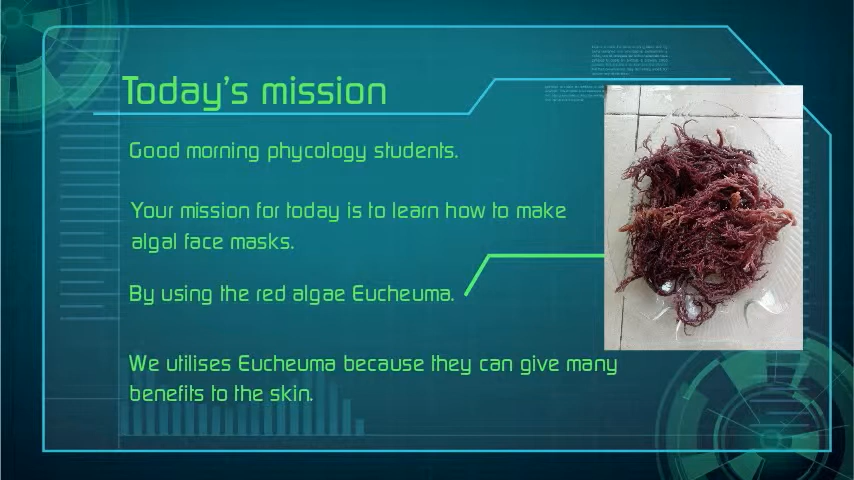 Today's mission
Good morning phycology students.
Your mission for today is to learn how to make
algal face masks.
By using the red algae Eucheuma.
We utilises Eucheuma because they can give many
benefits to the skin.